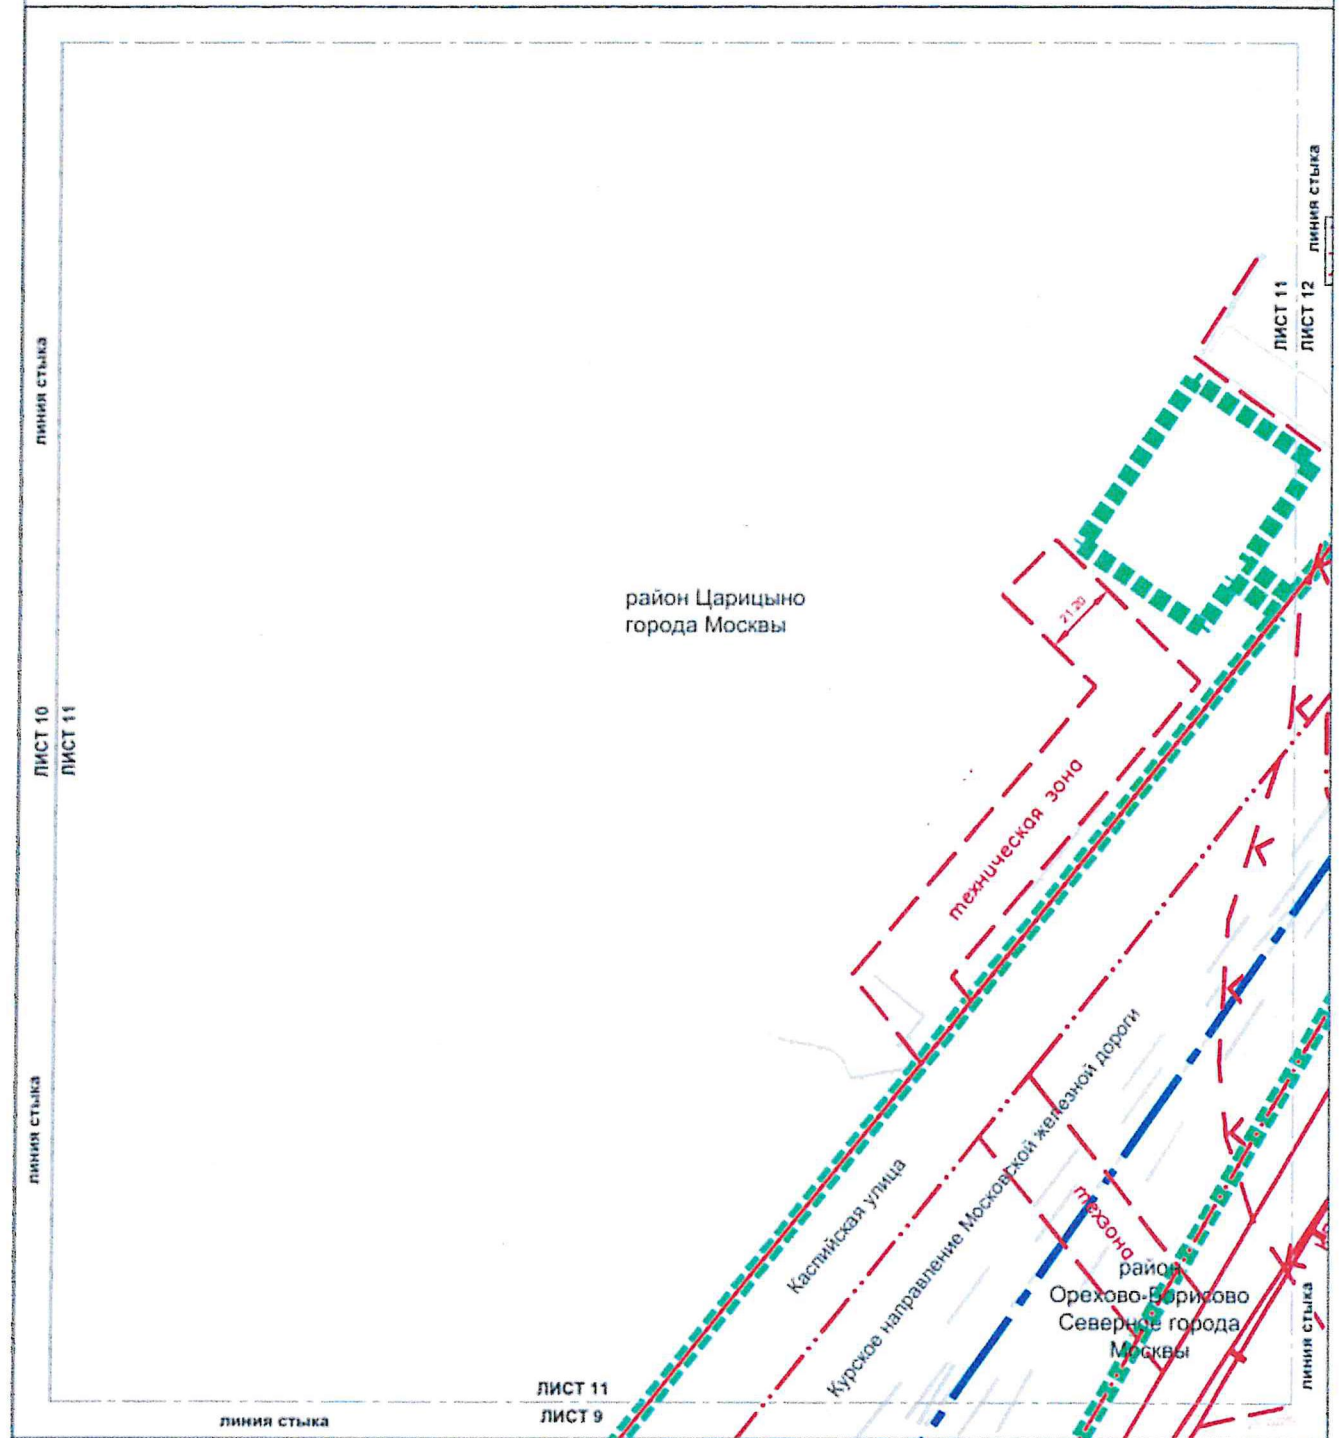 линия стыка
ЛИСТ 11
ЛИСТ 12
линия стыка
район Царицыно
города Москвы
21.20
ЛИСТ 10
ЛИСТ 11
техническая зона
линия стыка
Каспийская улица
Курское направление Московской железной дороги
техзона
район
Орехово-Борисово
Северное города
Москвы
линия стыка
ЛИСТ 11
ЛИСТ 9
линия стыка